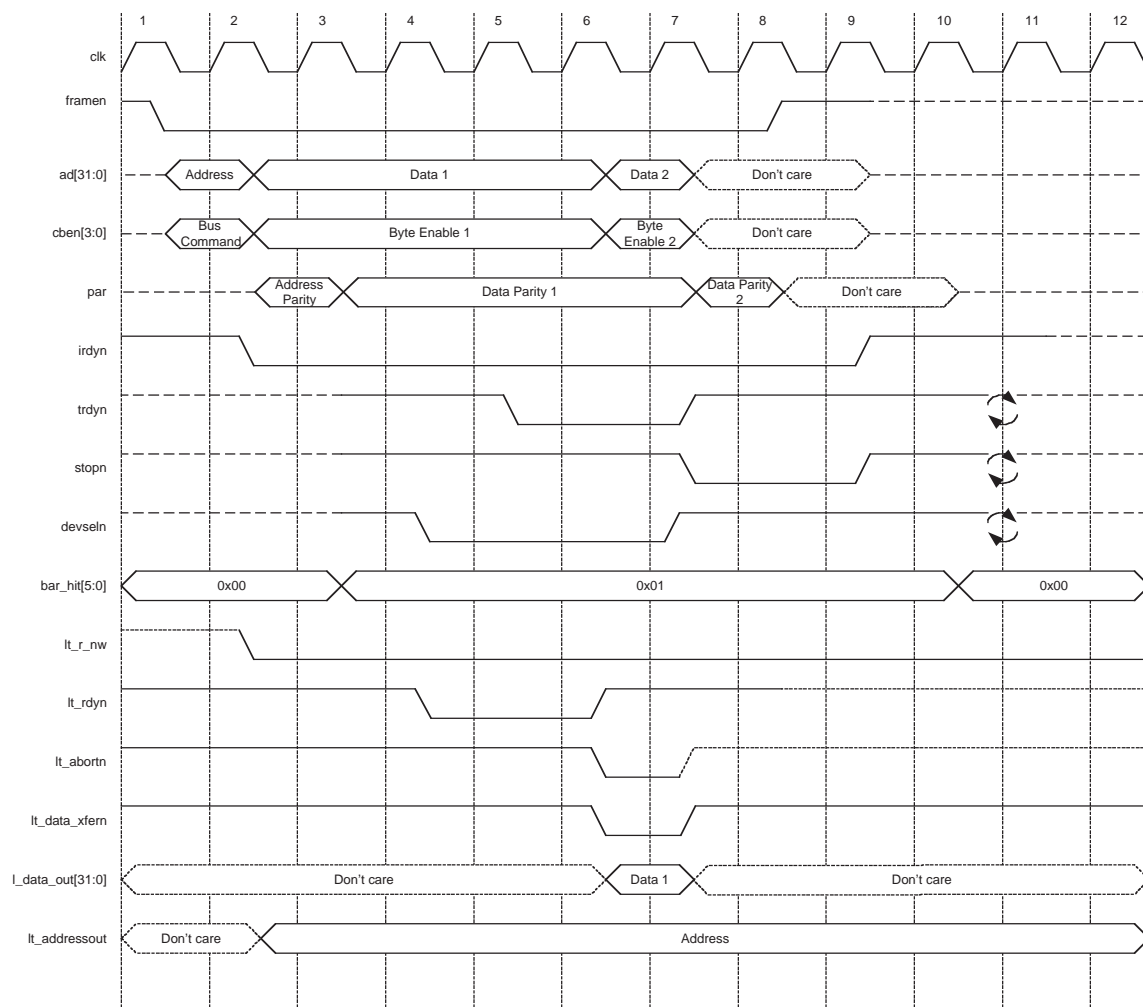 1 2 3 4 5 6 7 8 9 10 11 12
clk
framen
ad[31:0] Address Data 1 Data 2 Don't care
cben[3:0] Bus Command Byte Enable 1 Byte Enable 2 Don't care
par Address Parity Data Parity 1 Data Parity 2 Don't care
irdyn
trdyn
stopn
devseln
bar_hit[5:0] 0x00 0x01 0x00
lt_r_nw
lt_rdyn
lt_abortn
lt_data_xfern
l_data_out[31:0] Don't care Data 1 Don't care
lt_addressout Don't care Address